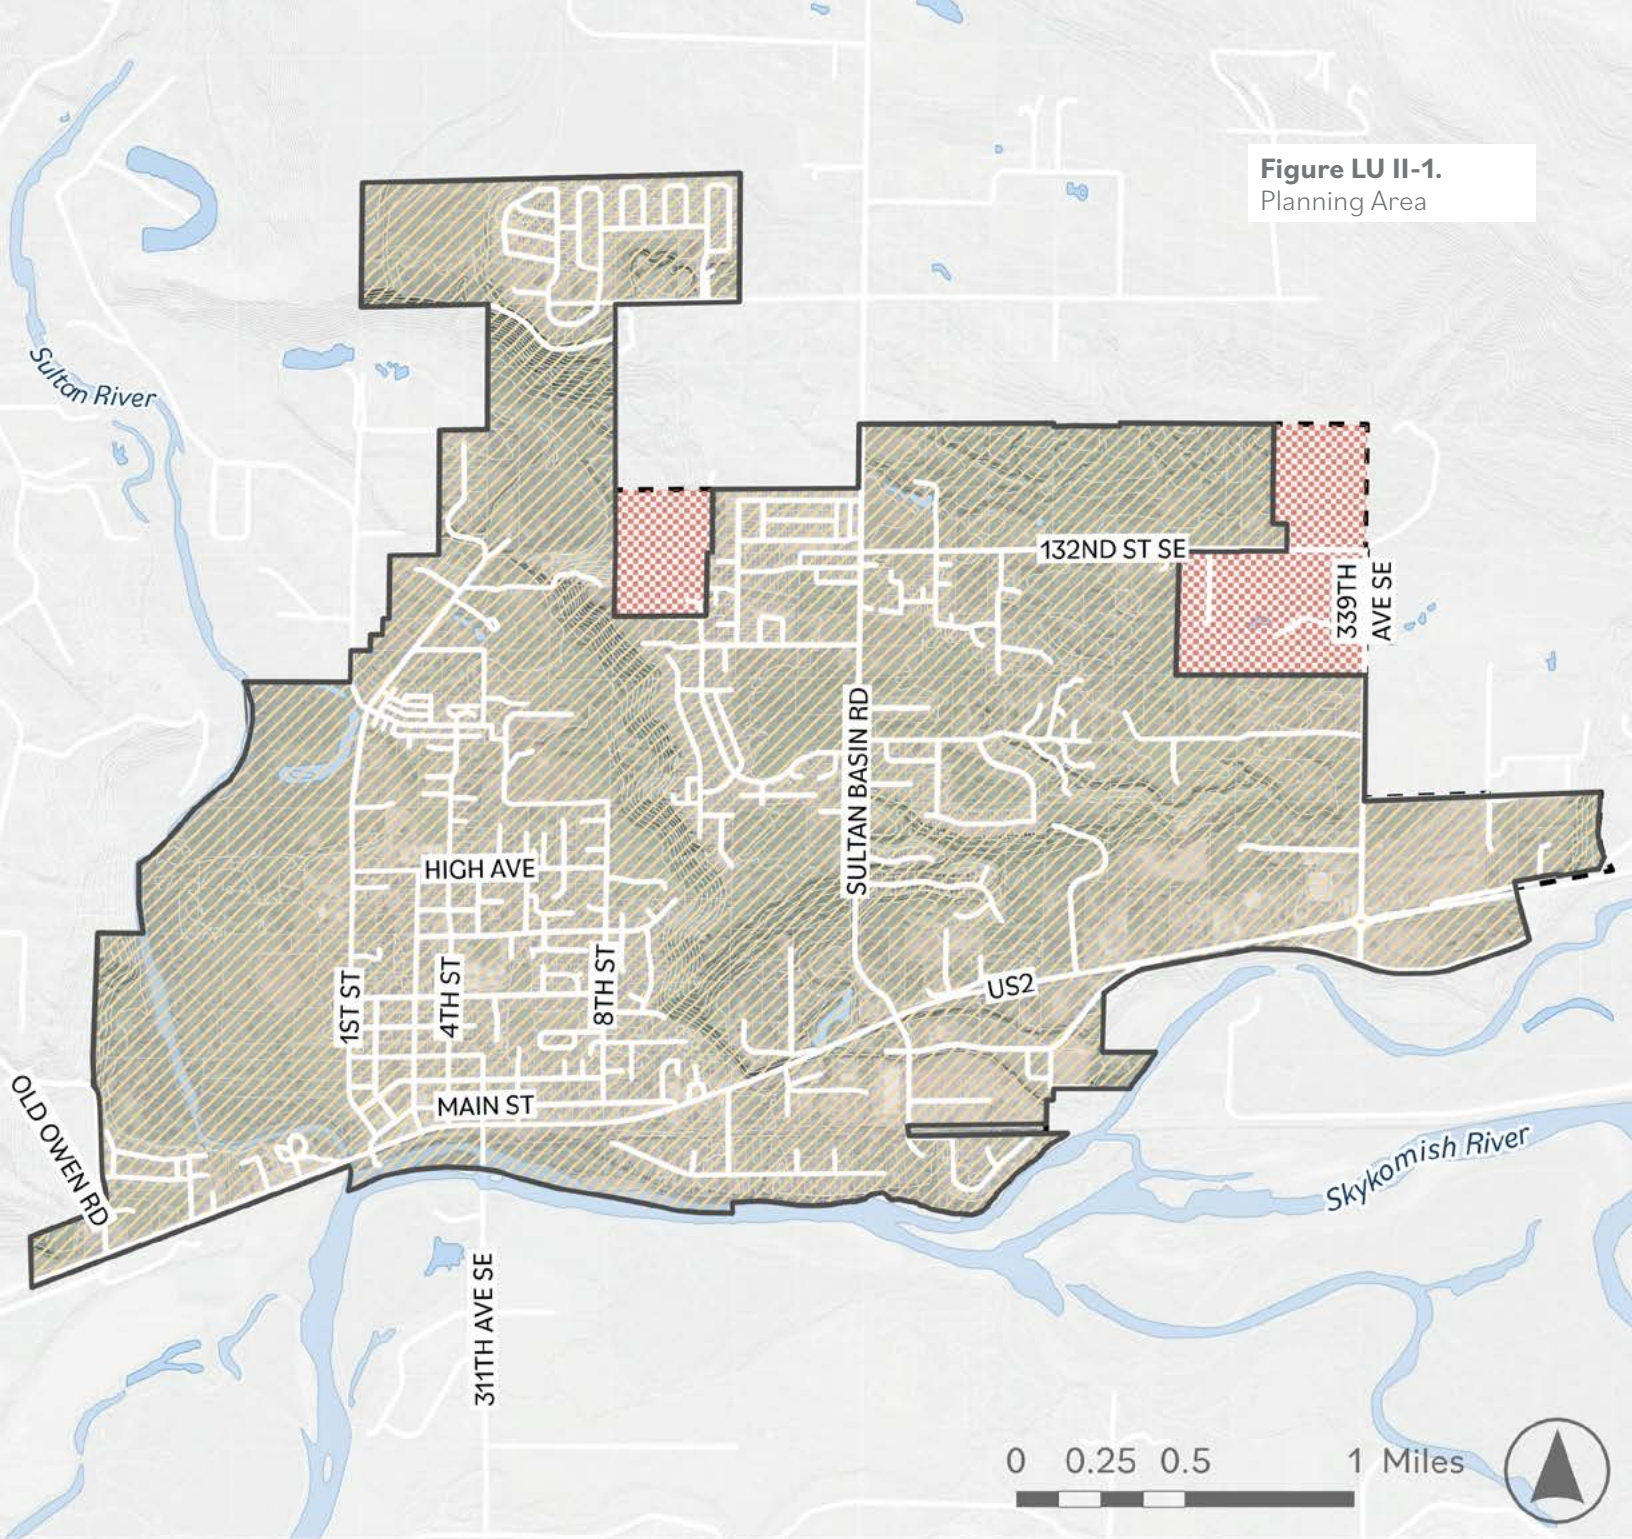 Figure LU II-1.
Planning Area
Sultan River
132ND ST SE
339TH
AVE SE
SULTAN BASIN RD
HIGH AVE
1ST ST
4TH ST
8TH ST
US2
MAIN ST
OLD OWEN RD
Skykomish River
311TH AVE SE
0 0.25 0.5 1 Miles